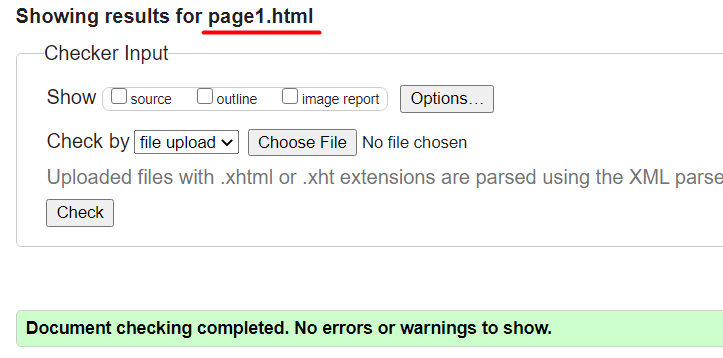 Showing results for page1.html
Checker Input
Show source outline image report Options...
Check by file upload Choose File No file chosen
Uploaded files with .xhtml or .xht extensions are parsed using the XML parse
Check
Document checking completed. No errors or warnings to show.